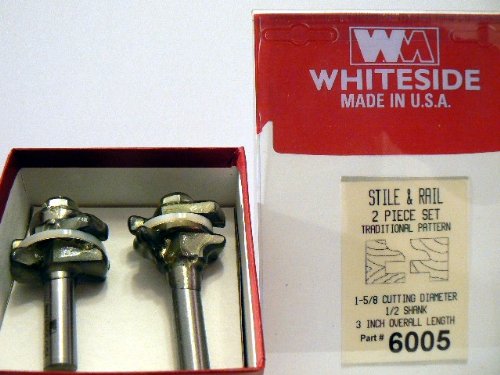 WM
WHITESIDE
MADE IN U.S.A.
STILE & RAIL
2 PIECE SET
TRADITIONAL PATTERN
1-5/8 CUTTING DIAMETER
1/2 SHANK
3 INCH OVERALL LENGTH
Part # 6005